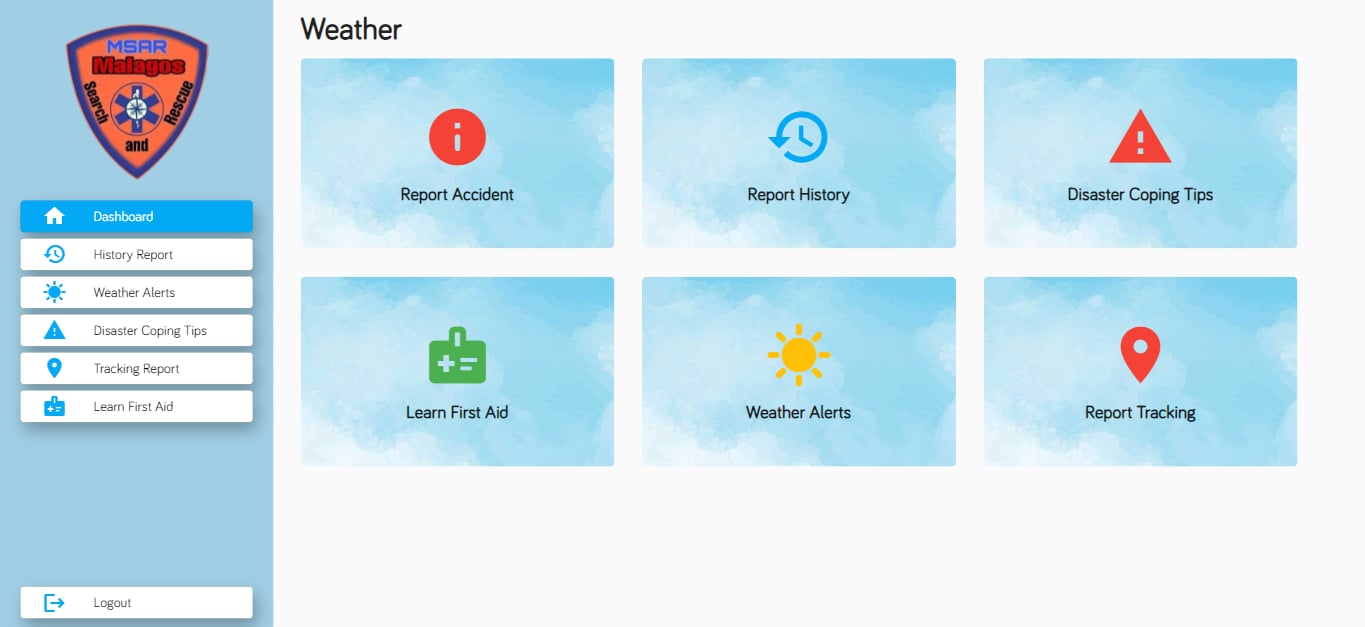 MSAR
Malagos
Search
and
Rescue
Dashboard
History Report
Weather Alerts
Disaster Coping Tips
Tracking Report
Learn First Aid
Logout
Weather
Report Accident
Report History
Disaster Coping Tips
Learn First Aid
Weather Alerts
Report Tracking